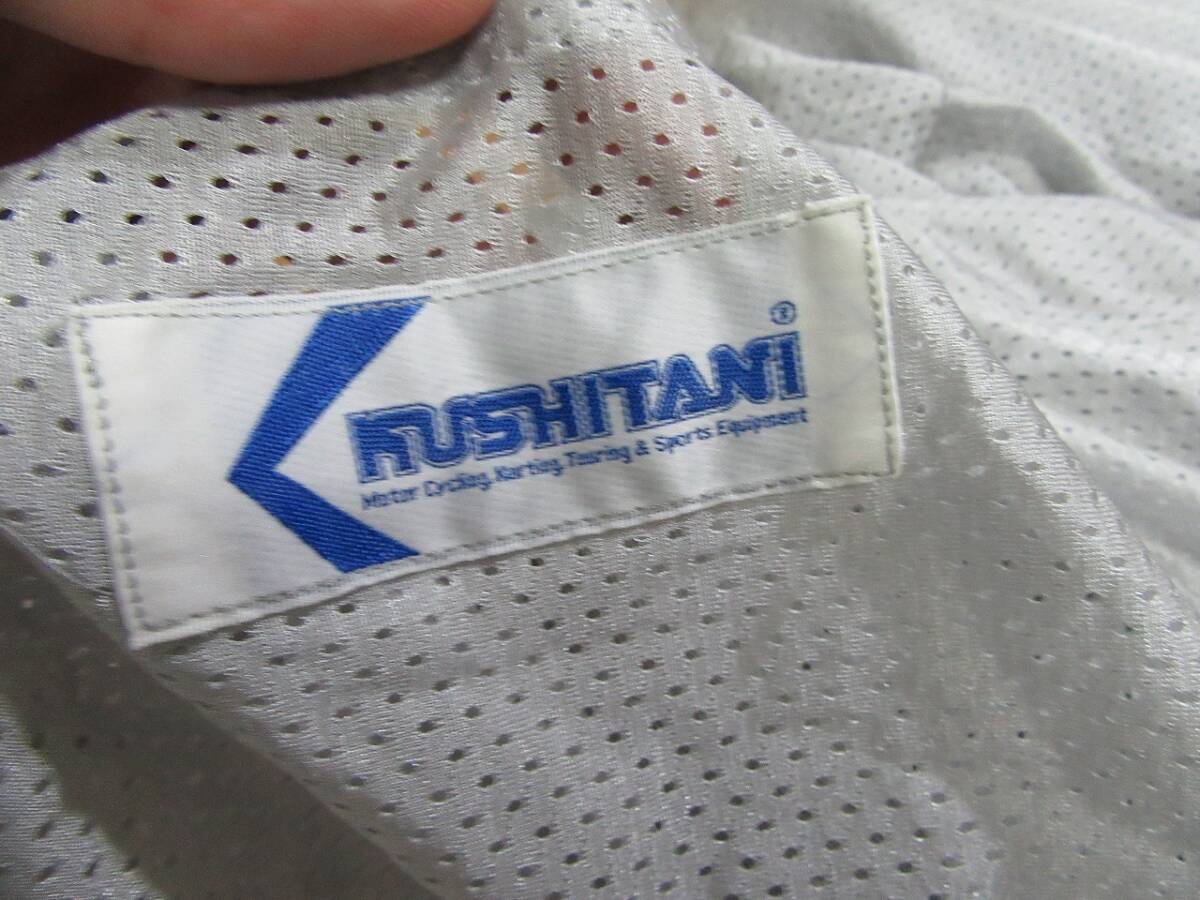 KUSHITANI®
Motor Cycling, Karting, Touring & Sports Equipment